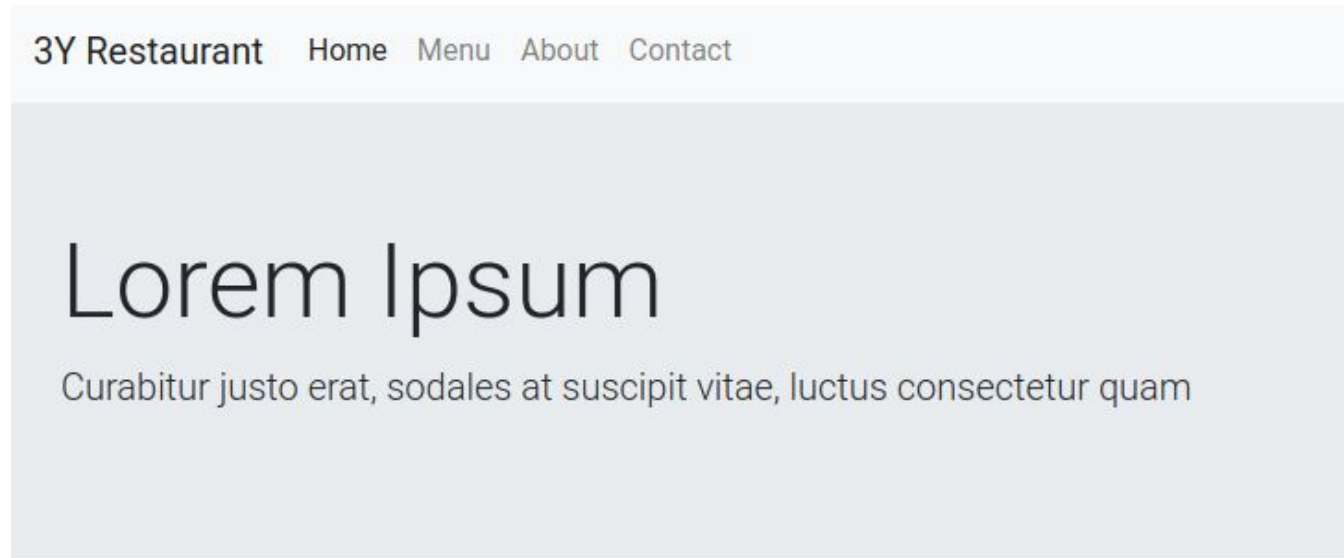 3Y Restaurant Home Menu About Contact
Lorem Ipsum
Curabitur justo erat, sodales at suscipit vitae, luctus consectetur quam